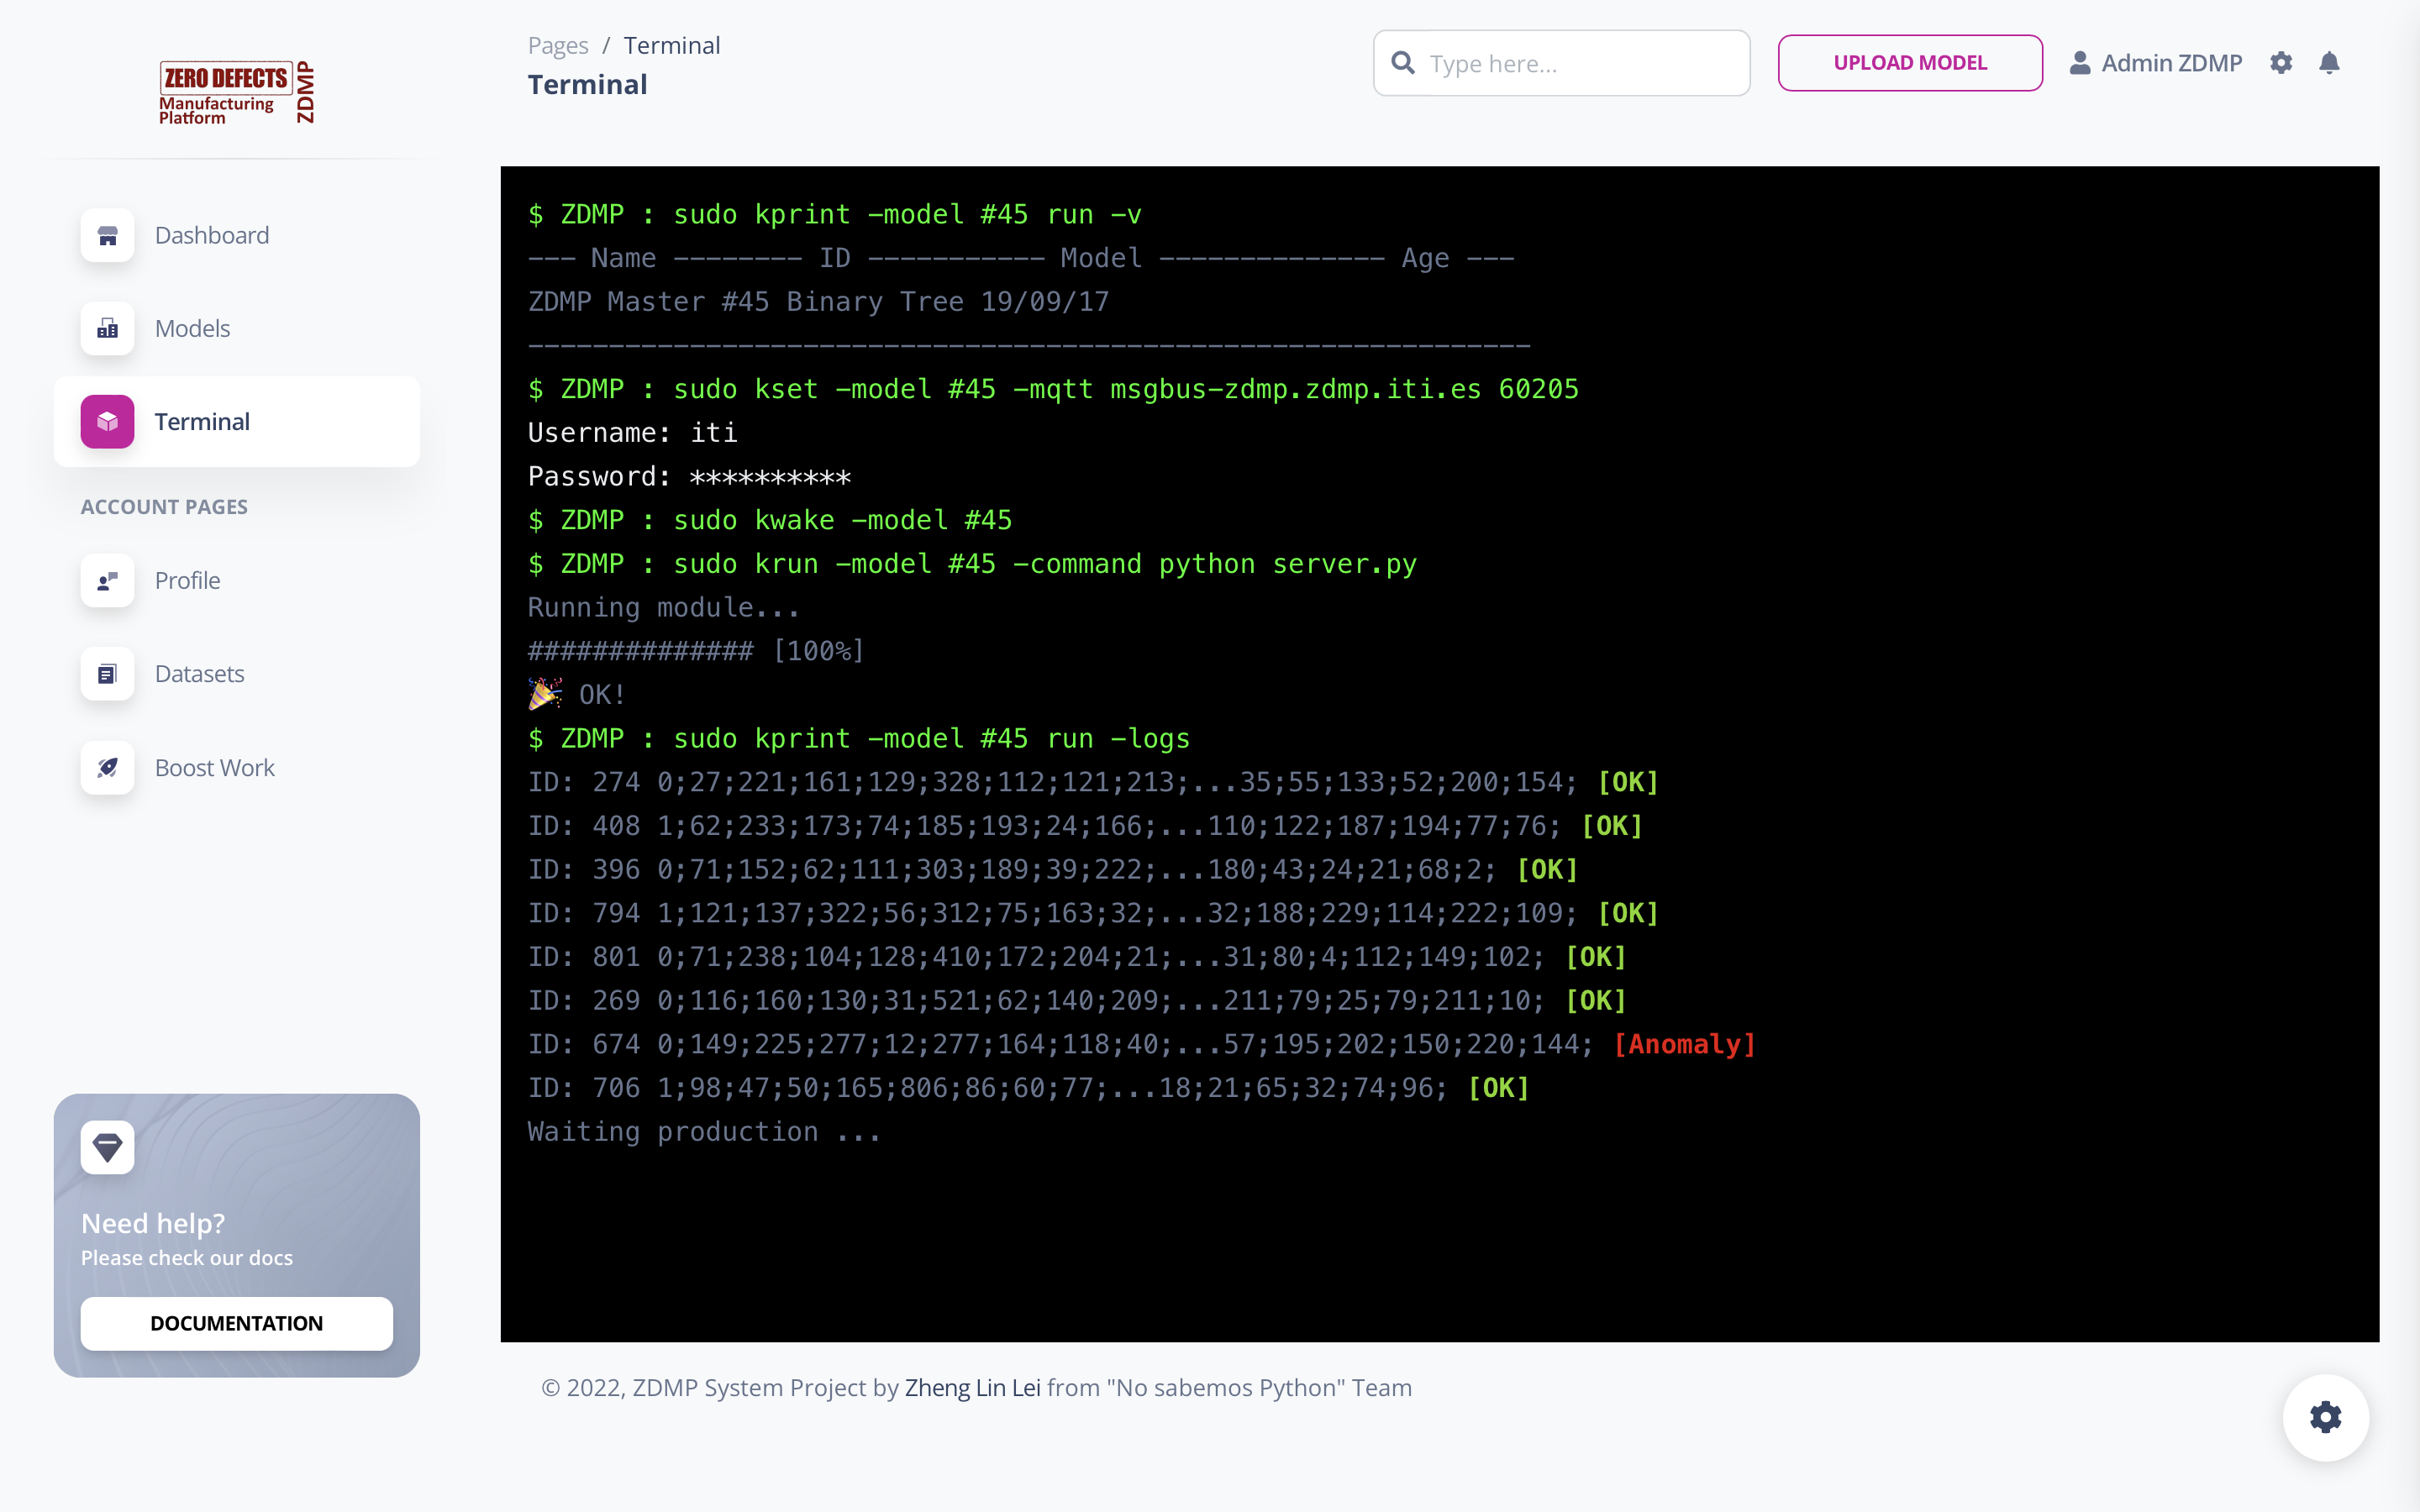 ZERO DEFECTS
Manufacturing
Platform
ZDMP
Dashboard
Models
Terminal
ACCOUNT PAGES
Profile
Datasets
Boost Work
Need help?
Please check our docs
DOCUMENTATION
Pages / Terminal
Terminal
Type here...
UPLOAD MODEL
Admin ZDMP
$ ZDMP : sudo kprint -model #45 run -v
--- Name -------- ID ----------- Model -------------- Age ---
ZDMP Master #45 Binary Tree 19/09/17
--------------------------------------------------------------
$ ZDMP : sudo kset -model #45 -mqtt msgbus-zdmp.zdmp.iti.es 60205
Username: iti
Password: **********
$ ZDMP : sudo kwake -model #45
$ ZDMP : sudo krun -model #45 -command python server.py
Running module...
############## [100%]
🎉 OK!
$ ZDMP : sudo kprint -model #45 run -logs
ID: 274 0;27;221;161;129;328;112;121;213;...35;55;133;52;200;154; [OK]
ID: 408 1;62;233;173;74;185;193;24;166;...110;122;187;194;77;76; [OK]
ID: 396 0;71;152;62;111;303;189;39;222;...180;43;24;21;68;2; [OK]
ID: 794 1;121;137;322;56;312;75;163;32;...32;188;229;114;222;109; [OK]
ID: 801 0;71;238;104;128;410;172;204;21;...31;80;4;112;149;102; [OK]
ID: 269 0;116;160;130;31;521;62;140;209;...211;79;25;79;211;10; [OK]
ID: 674 0;149;225;277;12;277;164;118;40;...57;195;202;150;220;144; [Anomaly]
ID: 706 1;98;47;50;165;806;86;60;77;...18;21;65;32;74;96; [OK]
Waiting production ...
© 2022, ZDMP System Project by Zheng Lin Lei from "No sabemos Python" Team